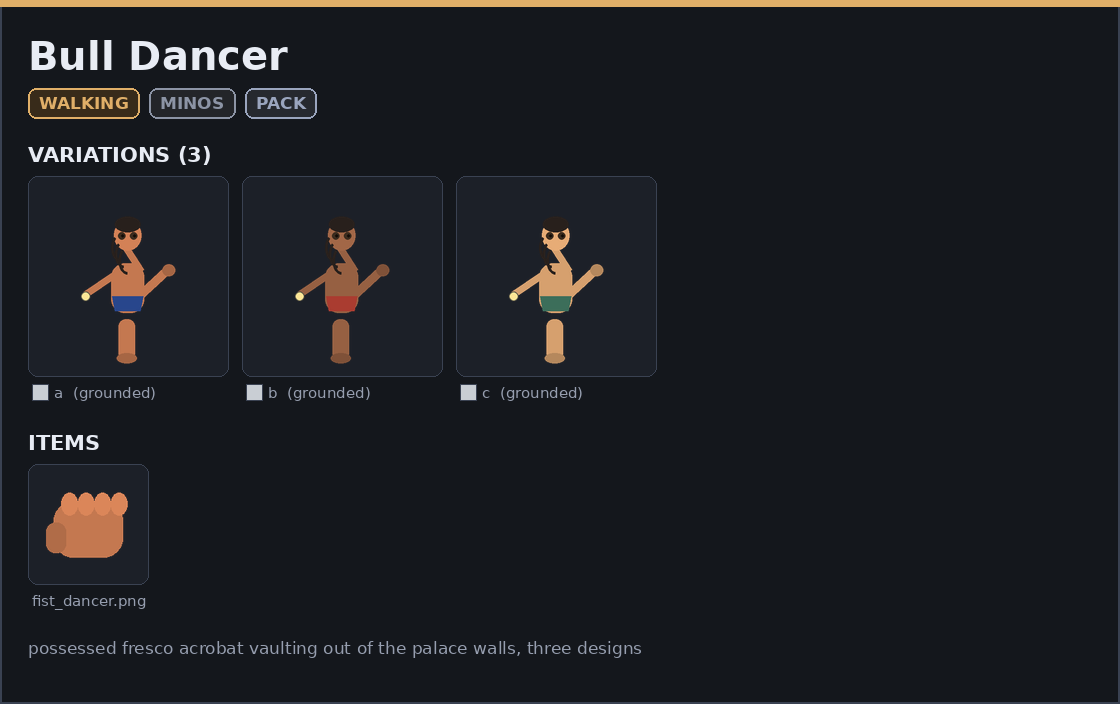 Bull Dancer
WALKING MINOS PACK
VARIATIONS (3)
a (grounded) b (grounded) c (grounded)
ITEMS
fist_dancer.png
possessed fresco acrobat vaulting out of the palace walls, three designs